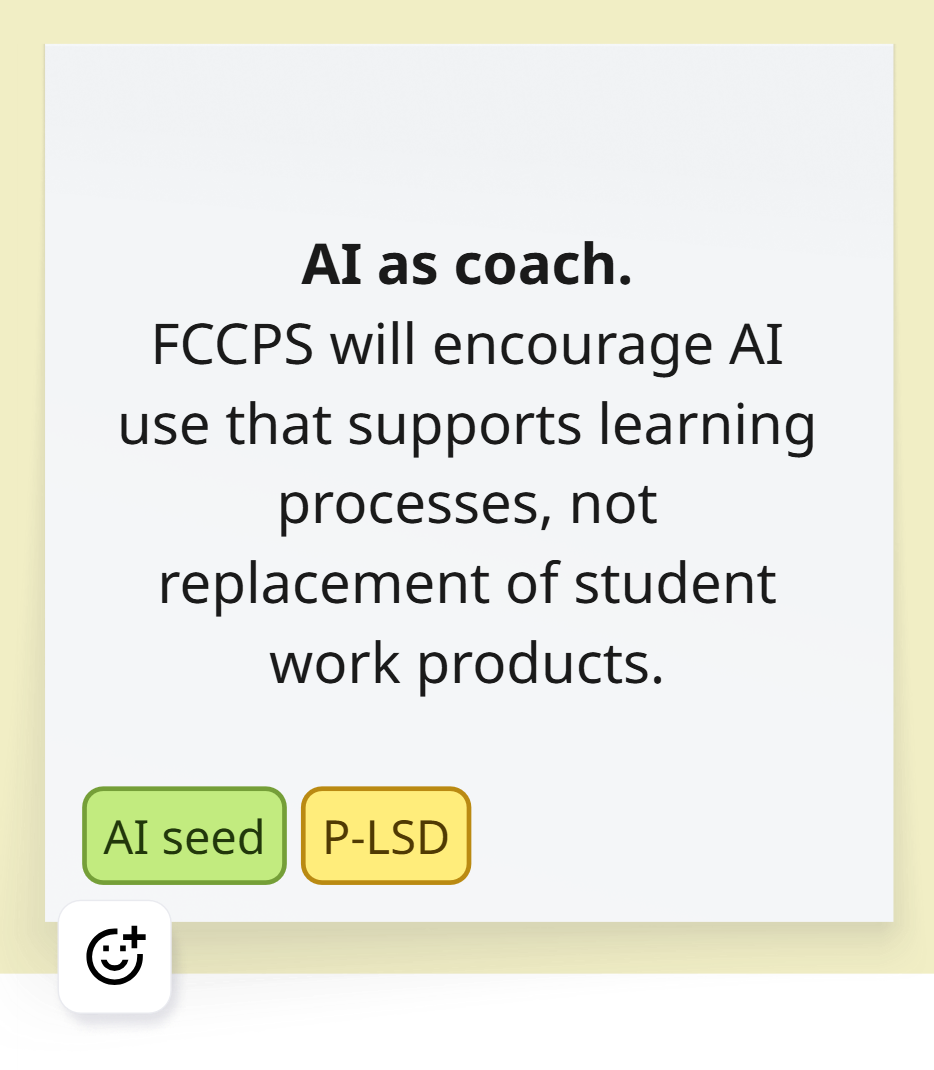 AI as coach.
FCCPS will encourage AI
use that supports learning
processes, not
replacement of student
work products.
AI seed
P-LSD